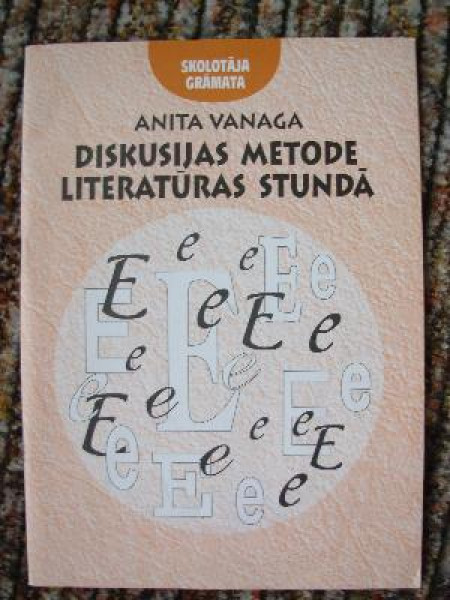 SKOLOTĀJA
GRĀMATA
ANITA VANAGA
DISKUSIJAS METODE
LITERATŪRAS STUNDĀ
E e e E e
E e E e
e E e
e E e E e
E e e E
e E e e E
E e e